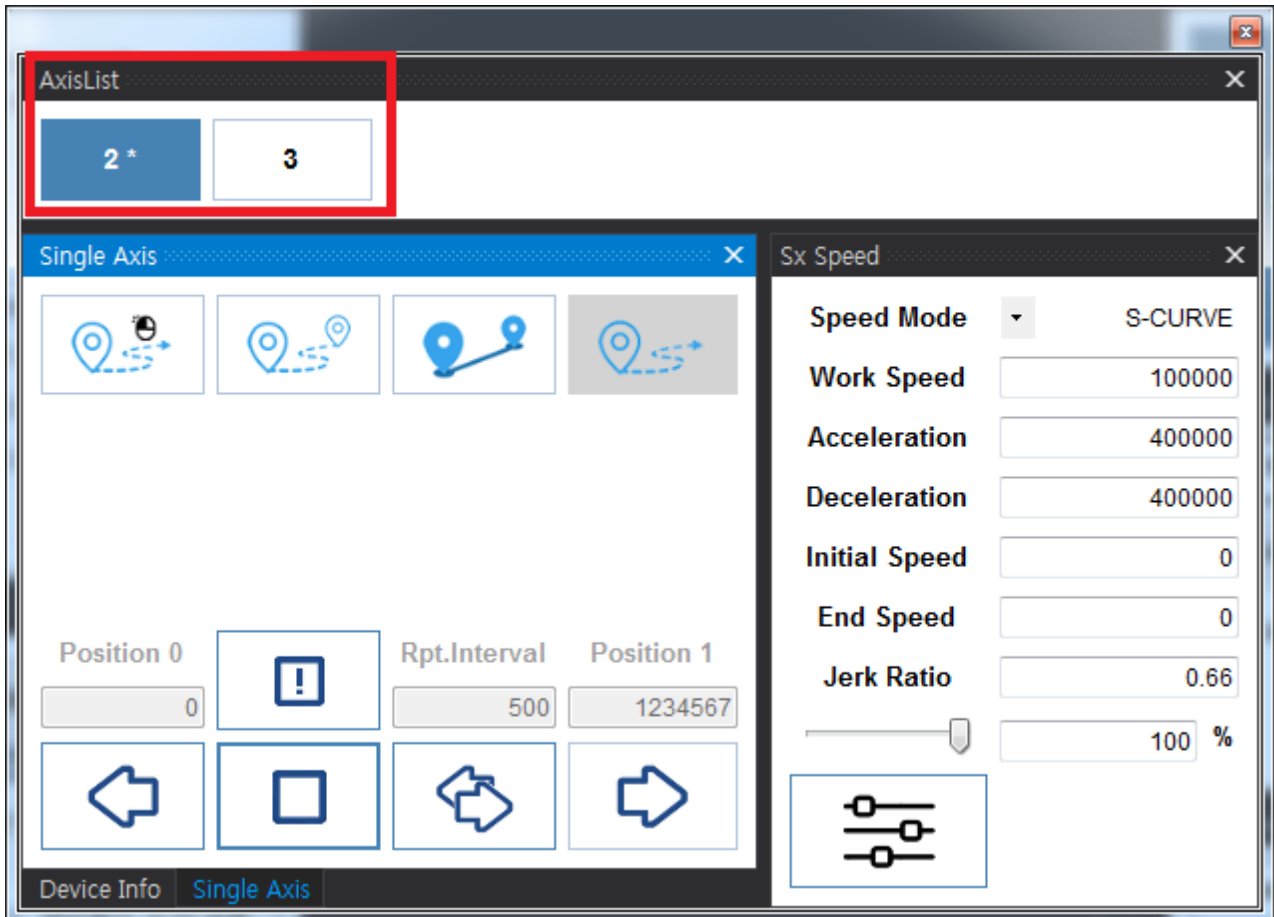 AxisList
2 *
3
Single Axis
Sx Speed
Speed Mode S-CURVE
Work Speed 100000
Acceleration 400000
Deceleration 400000
Initial Speed 0
End Speed 0
Jerk Ratio 0.66
100 %
Position 0 Rpt.Interval Position 1
! 
0 500 1234567
Device Info Single Axis